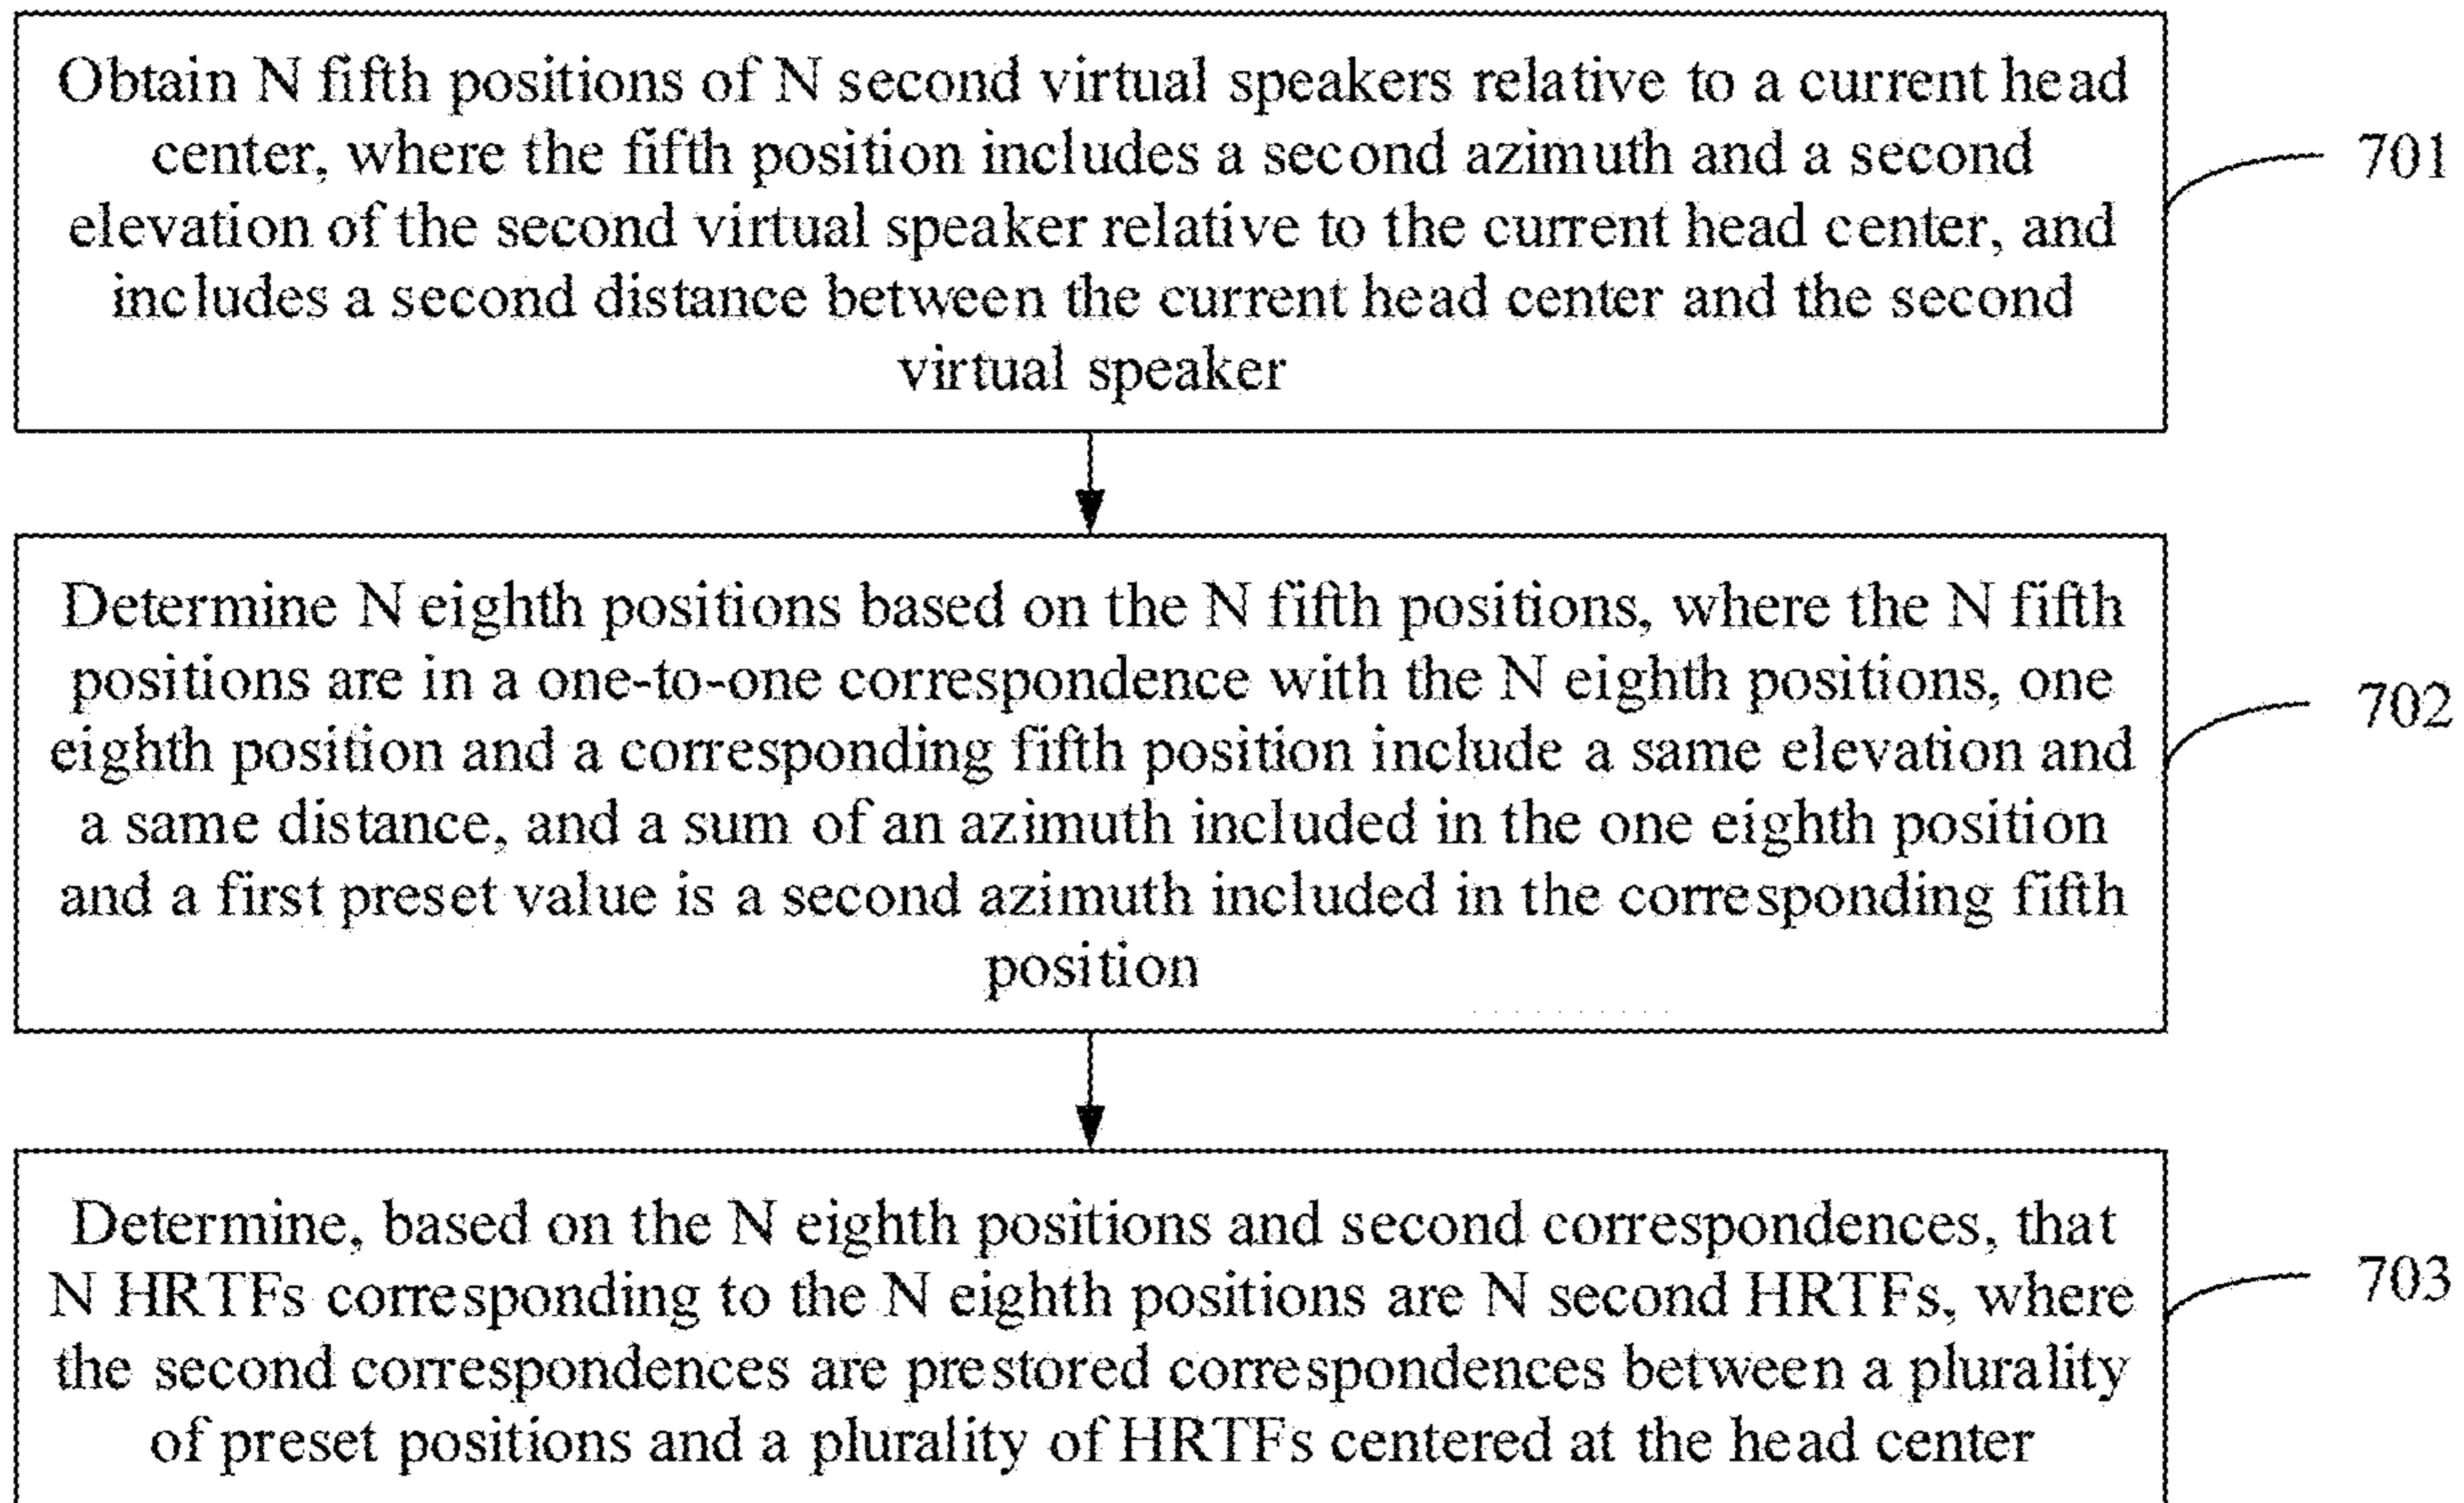 Obtain N fifth positions of N second virtual speakers relative to a current head
center, where the fifth position includes a second azimuth and a second
elevation of the second virtual speaker relative to the current head center, and
includes a second distance between the current head center and the second
virtual speaker
701
Determine N eighth positions based on the N fifth positions, where the N fifth
positions are in a one-to-one correspondence with the N eighth positions, one
eighth position and a corresponding fifth position include a same elevation and
a same distance, and a sum of an azimuth included in the one eighth position
and a first preset value is a second azimuth included in the corresponding fifth
position
702
Determine, based on the N eighth positions and second correspondences, that
N HRTFs corresponding to the N eighth positions are N second HRTFs, where
the second correspondences are prestored correspondences between a plurality
of preset positions and a plurality of HRTFs centered at the head center
703